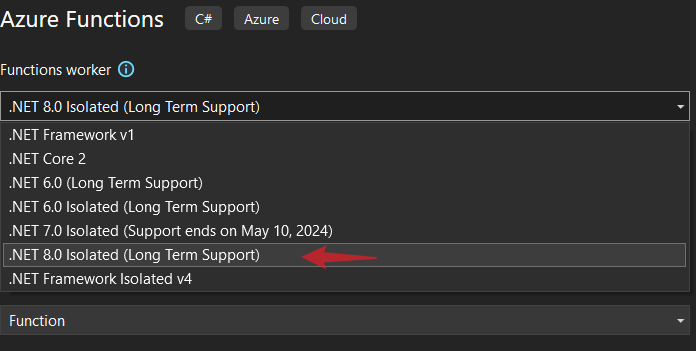 Azure Functions C# Azure Cloud
Functions worker
.NET 8.0 Isolated (Long Term Support)
.NET Framework v1
.NET Core 2
.NET 6.0 (Long Term Support)
.NET 6.0 Isolated (Long Term Support)
.NET 7.0 Isolated (Support ends on May 10, 2024)
.NET 8.0 Isolated (Long Term Support)
.NET Framework Isolated v4
Function